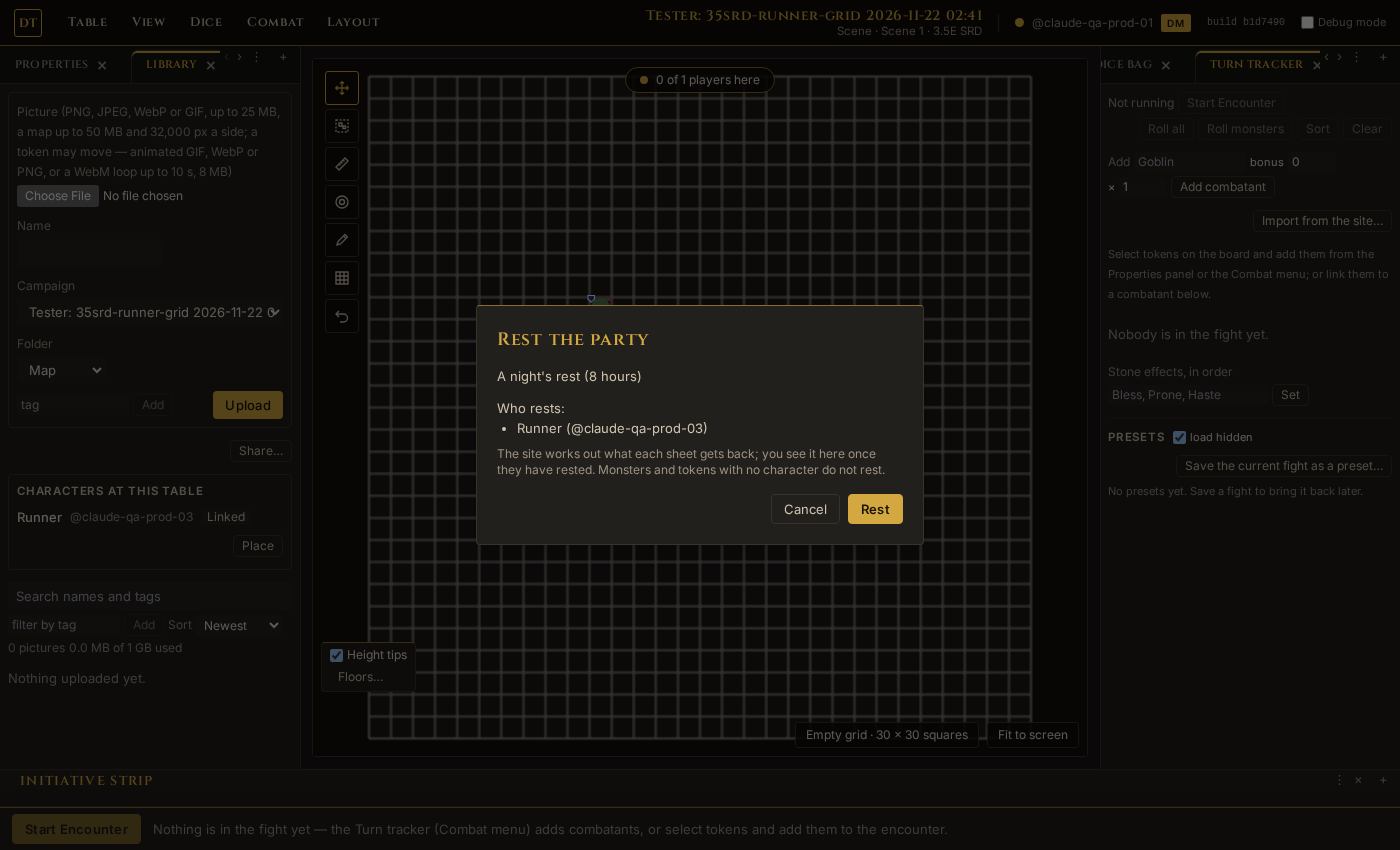 DT
TABLE VIEW DICE COMBAT LAYOUT
TESTER: 35SRD-RUNNER-GRID 2026-11-22 02:41
Scene · Scene 1 · 3.5E SRD
@claude-qa-prod-01 DM
build b1d7490
Debug mode
PROPERTIES
LIBRARY
Picture (PNG, JPEG, WebP or GIF, up to 25 MB,
a map up to 50 MB and 32,000 px a side; a
token may move — animated GIF, WebP or
PNG, or a WebM loop up to 10 s, 8 MB)
Choose File No file chosen
Name
Campaign
Tester: 35srd-runner-grid 2026-11-22 0
Folder
Map
tag Add Upload
Share...
CHARACTERS AT THIS TABLE
Runner @claude-qa-prod-03 Linked
Place
Search names and tags
filter by tag Add Sort Newest
0 pictures 0.0 MB of 1 GB used
Nothing uploaded yet.
0 of 1 players here
REST THE PARTY
A night's rest (8 hours)
Who rests:
• Runner (@claude-qa-prod-03)
The site works out what each sheet gets back; you see it here once
they have rested. Monsters and tokens with no character do not rest.
Cancel Rest
Height tips
Floors...
Empty grid · 30 × 30 squares Fit to screen
DICE BAG
TURN TRACKER
Not running Start Encounter
Roll all Roll monsters Sort Clear
Add Goblin bonus 0
× 1 Add combatant
Import from the site...
Select tokens on the board and add them from the
Properties panel or the Combat menu; or link them to
a combatant below.
Nobody is in the fight yet.
Stone effects, in order
Bless, Prone, Haste Set
PRESETS load hidden
Save the current fight as a preset...
No presets yet. Save a fight to bring it back later.
INITIATIVE STRIP
Start Encounter Nothing is in the fight yet — the Turn tracker (Combat menu) adds combatants, or select tokens and add them to the encounter.